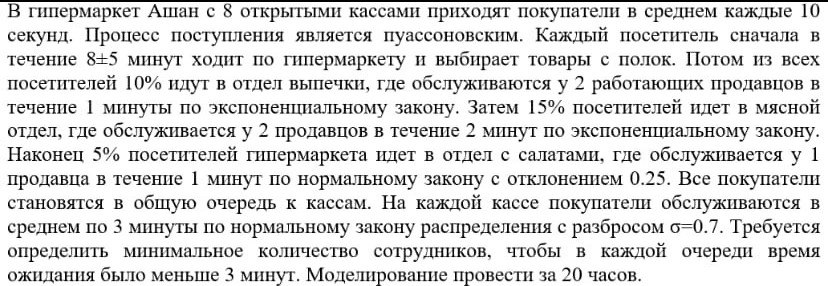 В гипермаркет Ашан с 8 открытыми кассами приходят покупатели в среднем каждые 10
секунд. Процесс поступления является пуассоновским. Каждый посетитель сначала в
течение 8±5 минут ходит по гипермаркету и выбирает товары с полок. Потом из всех
посетителей 10% идут в отдел выпечки, где обслуживаются у 2 работающих продавцов в
течение 1 минуты по экспоненциальному закону. Затем 15% посетителей идет в мясной
отдел, где обслуживается у 2 продавцов в течение 2 минут по экспоненциальному закону.
Наконец 5% посетителей гипермаркета идет в отдел с салатами, где обслуживается у 1
продавца в течение 1 минут по нормальному закону с отклонением 0.25. Все покупатели
становятся в общую очередь к кассам. На каждой кассе покупатели обслуживаются в
среднем по 3 минуты по нормальному закону распределения с разбросом σ=0.7. Требуется
определить минимальное количество сотрудников, чтобы в каждой очереди время
ожидания было меньше 3 минут. Моделирование провести за 20 часов.